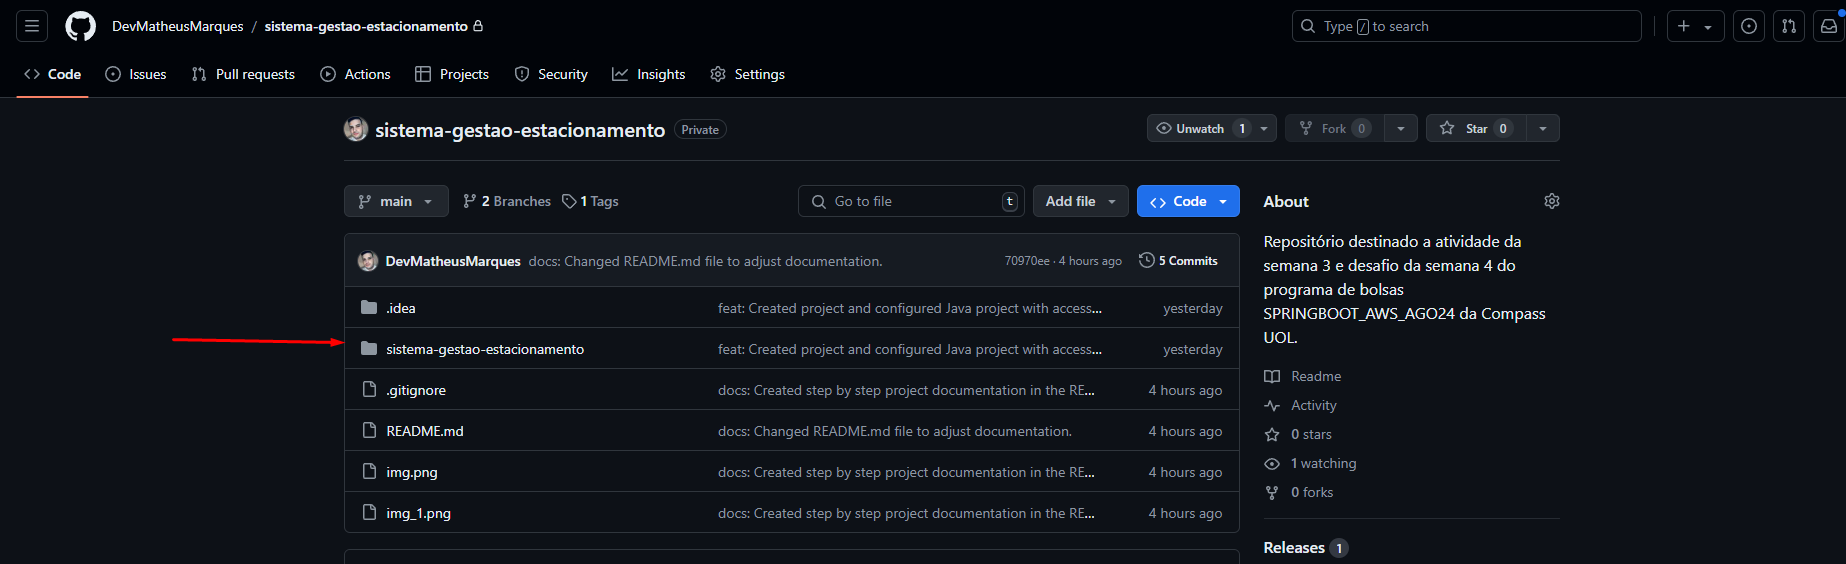 DevMatheusMarques / sistema-gestao-estacionamento
Type / to search
Code Issues Pull requests Actions Projects Security Insights Settings
sistema-gestao-estacionamento Private
Unwatch 1 Fork 0 Star 0
main 2 Branches 1 Tags
Go to file t Add file Code
DevMatheusMarques docs: Changed README.md file to adjust documentation. 70970ee · 4 hours ago 5 Commits
.idea feat: Created project and configured Java project with access... yesterday
sistema-gestao-estacionamento feat: Created project and configured Java project with access... yesterday
.gitignore docs: Created step by step project documentation in the RE... 4 hours ago
README.md docs: Changed README.md file to adjust documentation. 4 hours ago
img.png docs: Created step by step project documentation in the RE... 4 hours ago
img_1.png docs: Created step by step project documentation in the RE... 4 hours ago
About
Repositório destinado a atividade da
semana 3 e desafio da semana 4 do
programa de bolsas
SPRINGBOOT_AWS_AGO24 da Compass
UOL.
Readme
Activity
0 stars
1 watching
0 forks
Releases 1